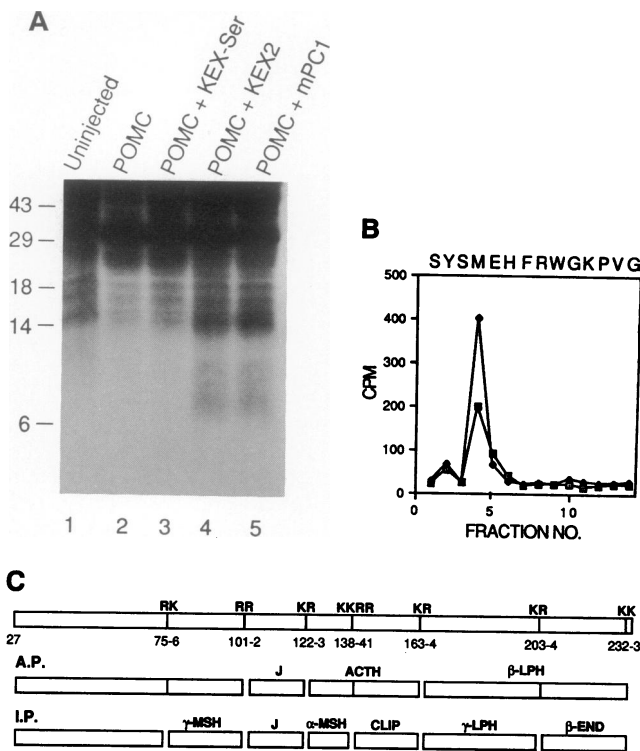 A
Uninjected
POMC
POMC + KEX-Ser
POMC + KEX2
POMC + mPC1
43
29
18
14
6
1 2 3 4 5
B
SYSMEHFRWGKPVG
500
400
300
200
100
0
CPM
0 5 10
FRACTION NO.
C
RK RR KR KKRR KR KR KK
27 75-6 101-2 122-3 138-41 163-4 203-4 232-3
A.P. J ACTH β-LPH
I.P. γ-MSH J α-MSH CLIP γ-LPH β-END